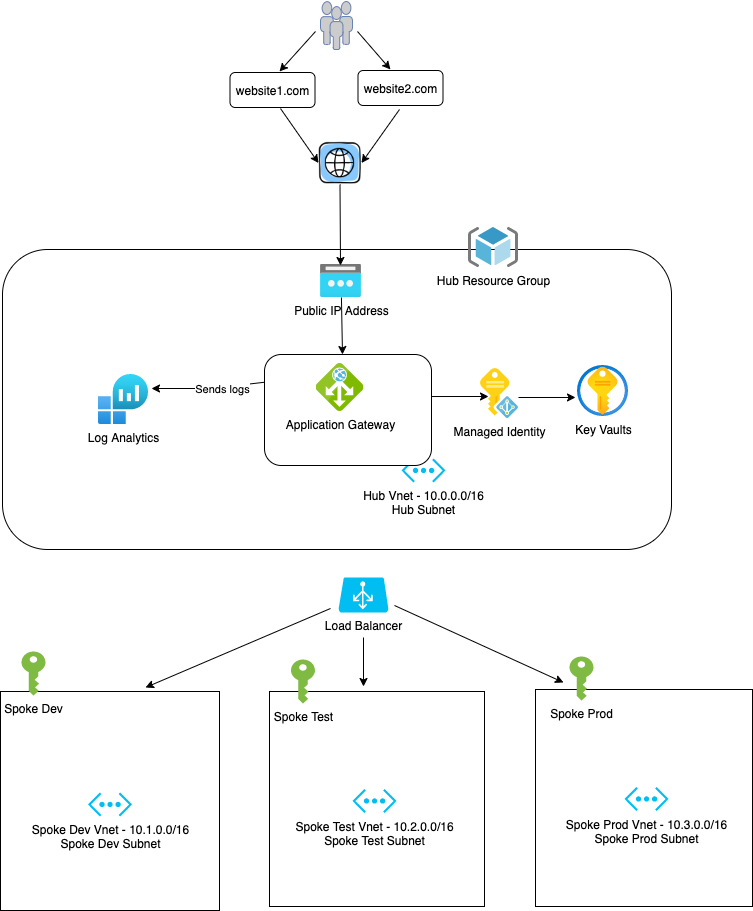 website1.com
website2.com
Hub Resource Group
Public IP Address
Sends logs
Application Gateway
Log Analytics
Managed Identity
Key Vaults
Hub Vnet - 10.0.0.0/16
Hub Subnet
Load Balancer
Spoke Dev
Spoke Test
Spoke Prod
Spoke Dev Vnet - 10.1.0.0/16
Spoke Dev Subnet
Spoke Test Vnet - 10.2.0.0/16
Spoke Test Subnet
Spoke Prod Vnet - 10.3.0.0/16
Spoke Prod Subnet